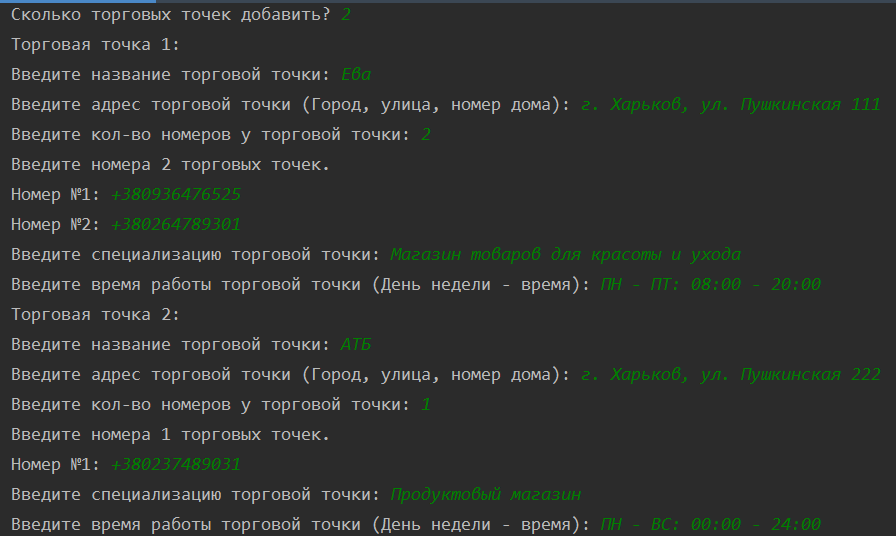 Сколько торговых точек добавить? 2
Торговая точка 1:
Введите название торговой точки: Ева
Введите адрес торговой точки (Город, улица, номер дома): г. Харьков, ул. Пушкинская 111
Введите кол-во номеров у торговой точки: 2
Введите номера 2 торговых точек.
Номер №1: +380936476525
Номер №2: +380264789301
Введите специализацию торговой точки: Магазин товаров для красоты и ухода
Введите время работы торговой точки (День недели - время): ПН - ПТ: 08:00 - 20:00
Торговая точка 2:
Введите название торговой точки: АТБ
Введите адрес торговой точки (Город, улица, номер дома): г. Харьков, ул. Пушкинская 222
Введите кол-во номеров у торговой точки: 1
Введите номера 1 торговых точек.
Номер №1: +380237489031
Введите специализацию торговой точки: Продуктовый магазин
Введите время работы торговой точки (День недели - время): ПН - ВС: 00:00 - 24:00